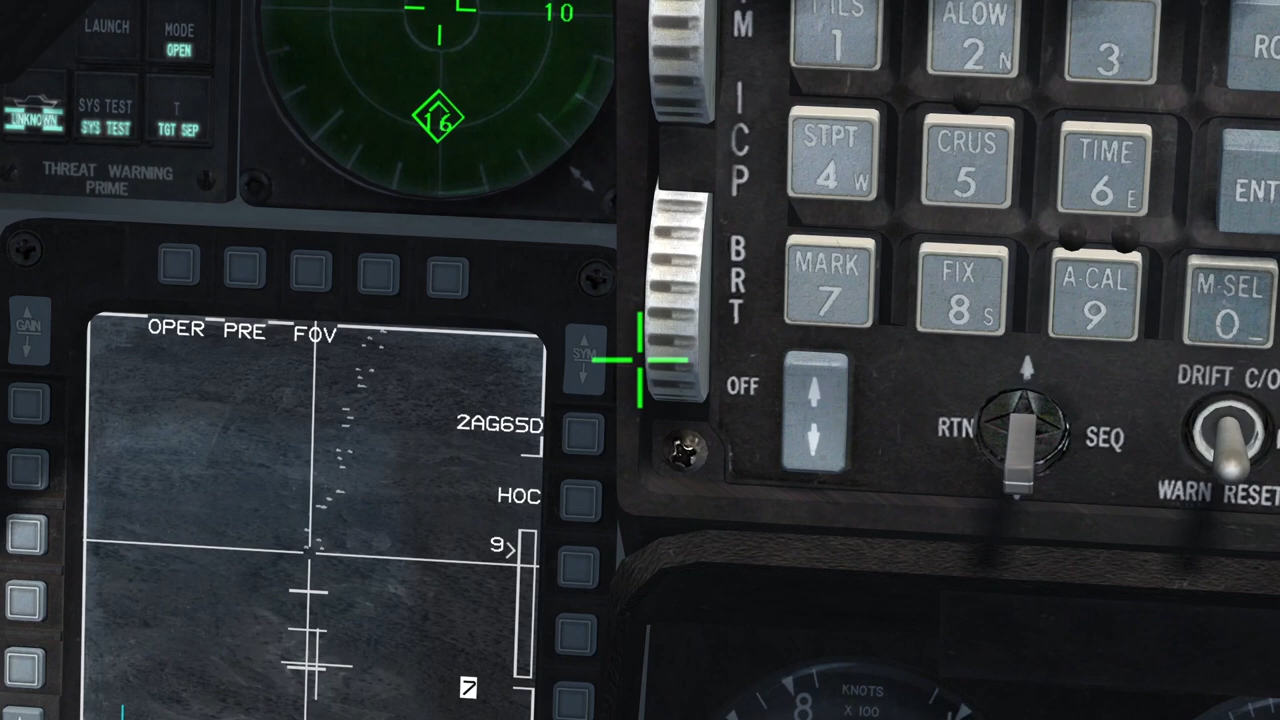 LAUNCH
MODE
OPEN
UNKNOWN
SYS TEST
SYS TEST
T
TGT SEP
THREAT WARNING
PRIME
10
16
GAIN
SYM
OPER PRE FOV
2AG65D
HOC
9>
7
ICP
BRT
OFF
1
ALOW
2 N
3
STPT
4 W
CRUS
5
TIME
6 E
ENT
MARK
7
FIX
8 S
A-CAL
9
M-SEL
0
RTN
SEQ
DRIFT C/O
WARN RESET
KNOTS
X 100
8